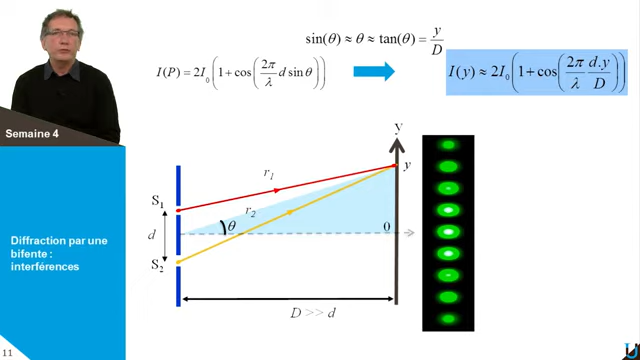 sin(θ) ≈ θ ≈ tan(θ) = y/D
I(P) = 2I₀(1 + cos(2π/λ d sin θ))
I(y) ≈ 2I₀(1 + cos(2π/λ d.y/D))
Semaine 4
Diffraction par une
bifente :
interférences
y
r₁
y
S₁
r₂
d
θ
0
S₂
D >> d
11